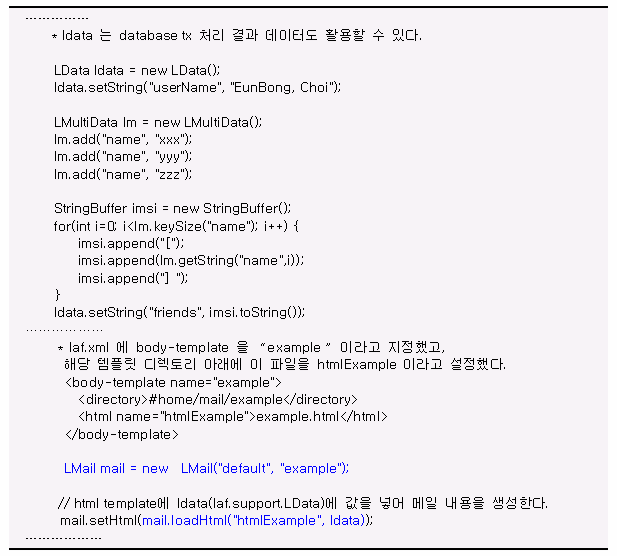 ……………
* ldata 는 database tx 처리 결과 데이터도 활용할 수 있다.
LData ldata = new LData();
ldata.setString("userName", "EunBong, Choi");
LMultiData lm = new LMultiData();
lm.add("name", "xxx");
lm.add("name", "yyy");
lm.add("name", "zzz");
StringBuffer imsi = new StringBuffer();
for(int i=0; i<lm.keySize("name"); i++) {
imsi.append("[");
imsi.append(lm.getString("name",i));
imsi.append("] ");
}
ldata.setString("friends", imsi.toString());
………………
* laf.xml 에 body-template 을 “example” 이라고 지정했고,
해당 템플릿 디렉토리 아래에 이 파일을 htmlExample 이라고 설정했다.
<body-template name="example">
<directory>#home/mail/example</directory>
<html name="htmlExample">example.html</html>
</body-template>
LMail mail = new LMail("default", "example");
// html template에 ldata(laf.support.LData)에 값을 넣어 메일 내용을 생성한다.
mail.setHtml(mail.loadHtml("htmlExample", ldata));
………………